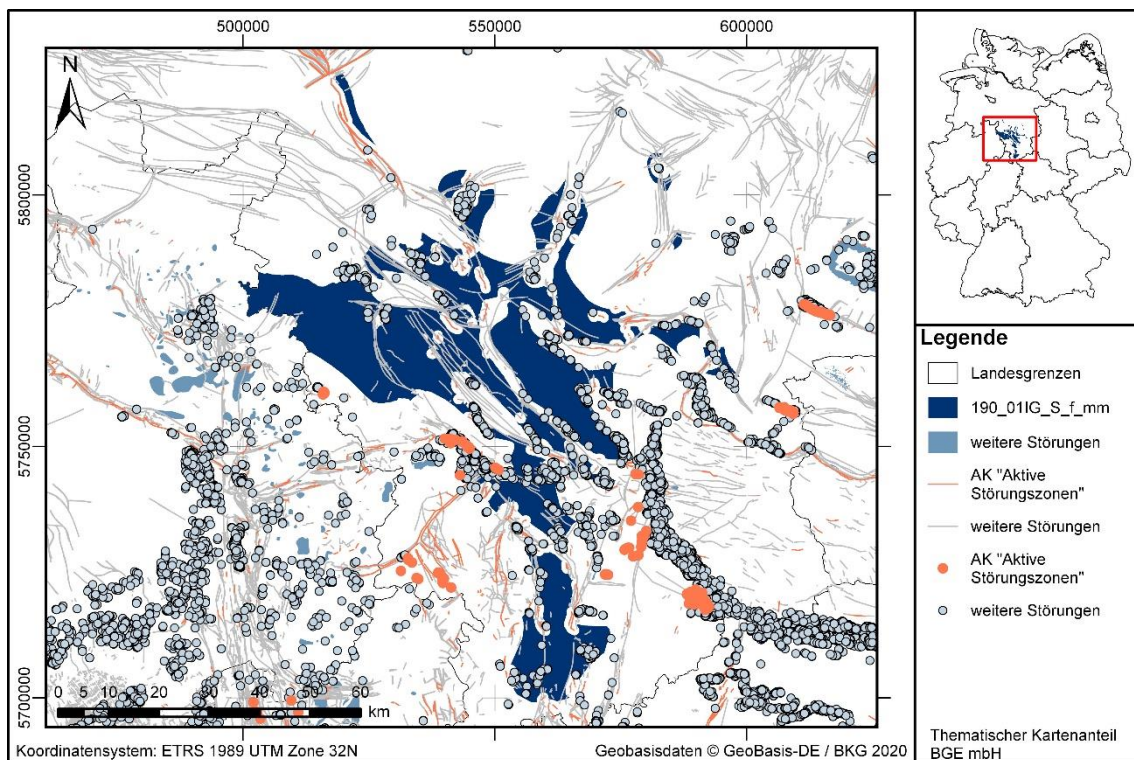 500000
550000
600000
N
5800000
5750000
5700000
0 5 10 20 30 40 50 60
km
Koordinatensystem: ETRS 1989 UTM Zone 32N
Geobasisdaten © GeoBasis-DE / BKG 2020
Legende
Landesgrenzen
190_01IG_S_f_mm
weitere Störungen
AK "Aktive
Störungszonen"
weitere Störungen
AK "Aktive
Störungszonen"
weitere Störungen
Thematischer Kartenanteil
BGE mbH